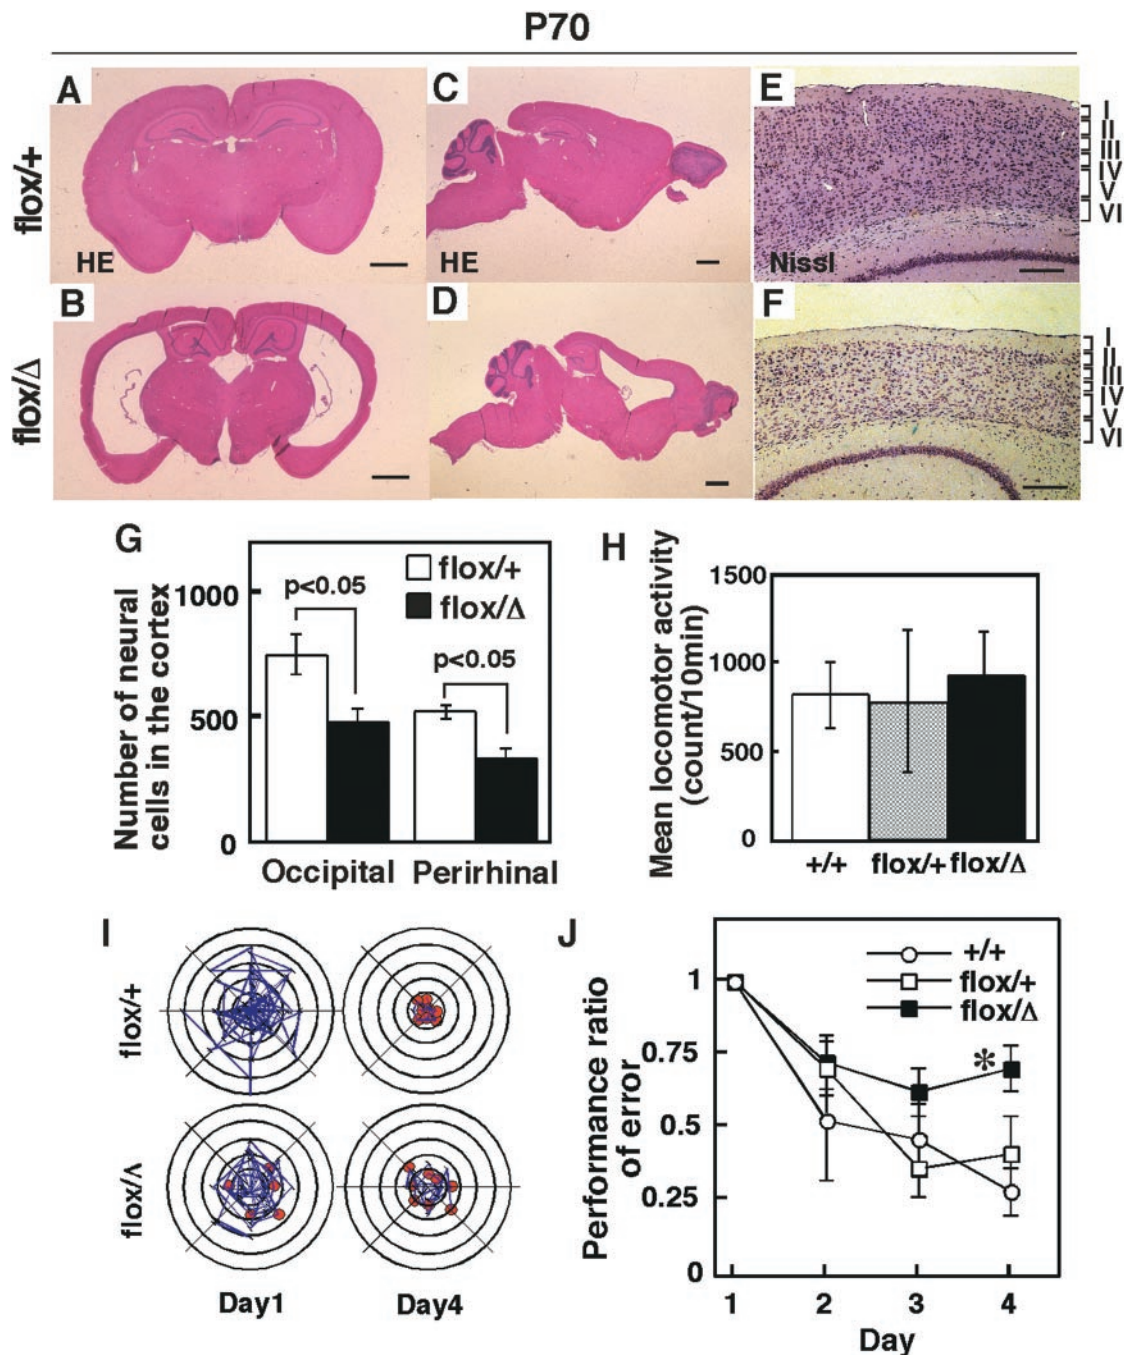 P70
A
C
E
I
II
III
IV
V
VI
flox/+
HE
HE
Nissl
B
D
F
I
II
III
IV
V
VI
flox/Δ
G
flox/+
flox/Δ
p<0.05
p<0.05
Number of neural
cells in the cortex
1000
500
0
Occipital
Perirhinal
H
Mean locomotor activity
(count/10min)
1500
1000
500
0
+/+
flox/+
flox/Δ
I
flox/+
flox/Λ
Day1
Day4
J
+/+
flox/+
flox/Δ
*
Performance ratio
of error
1
0.75
0.5
0.25
0
1
2
3
4
Day